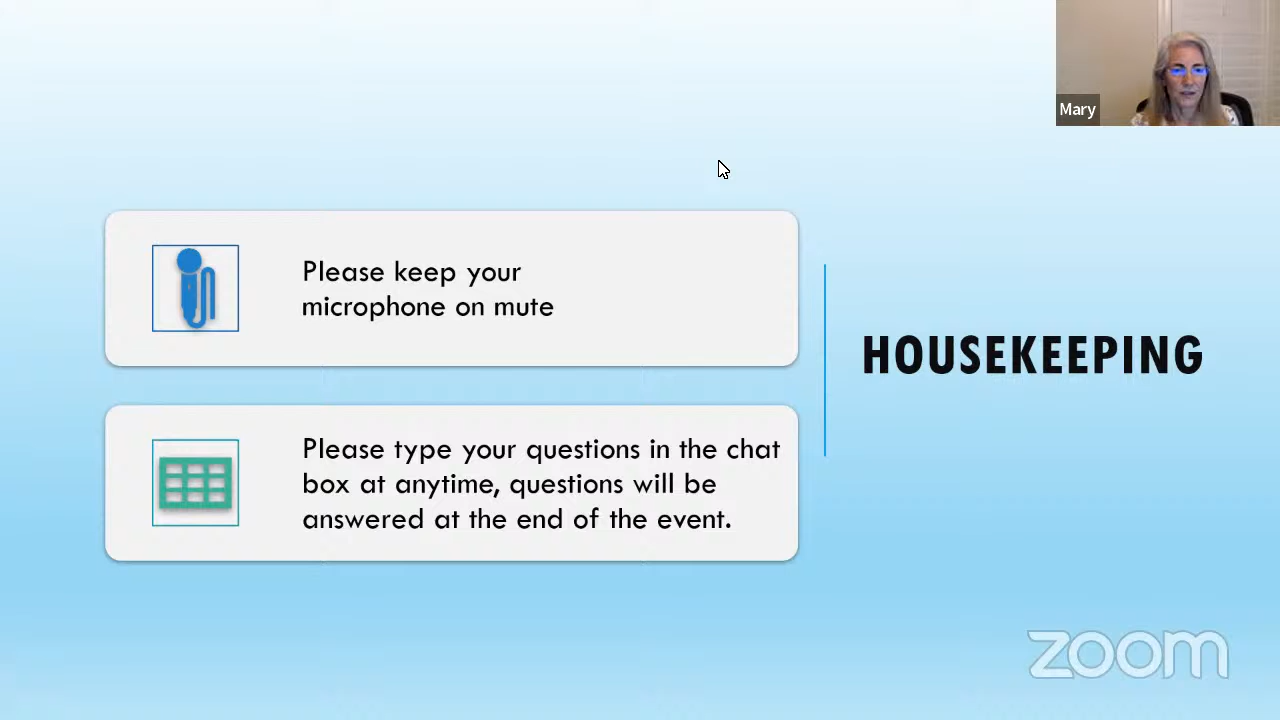 Mary
Please keep your
microphone on mute
Please type your questions in the chat
box at anytime, questions will be
answered at the end of the event.
HOUSEKEEPING
zoom